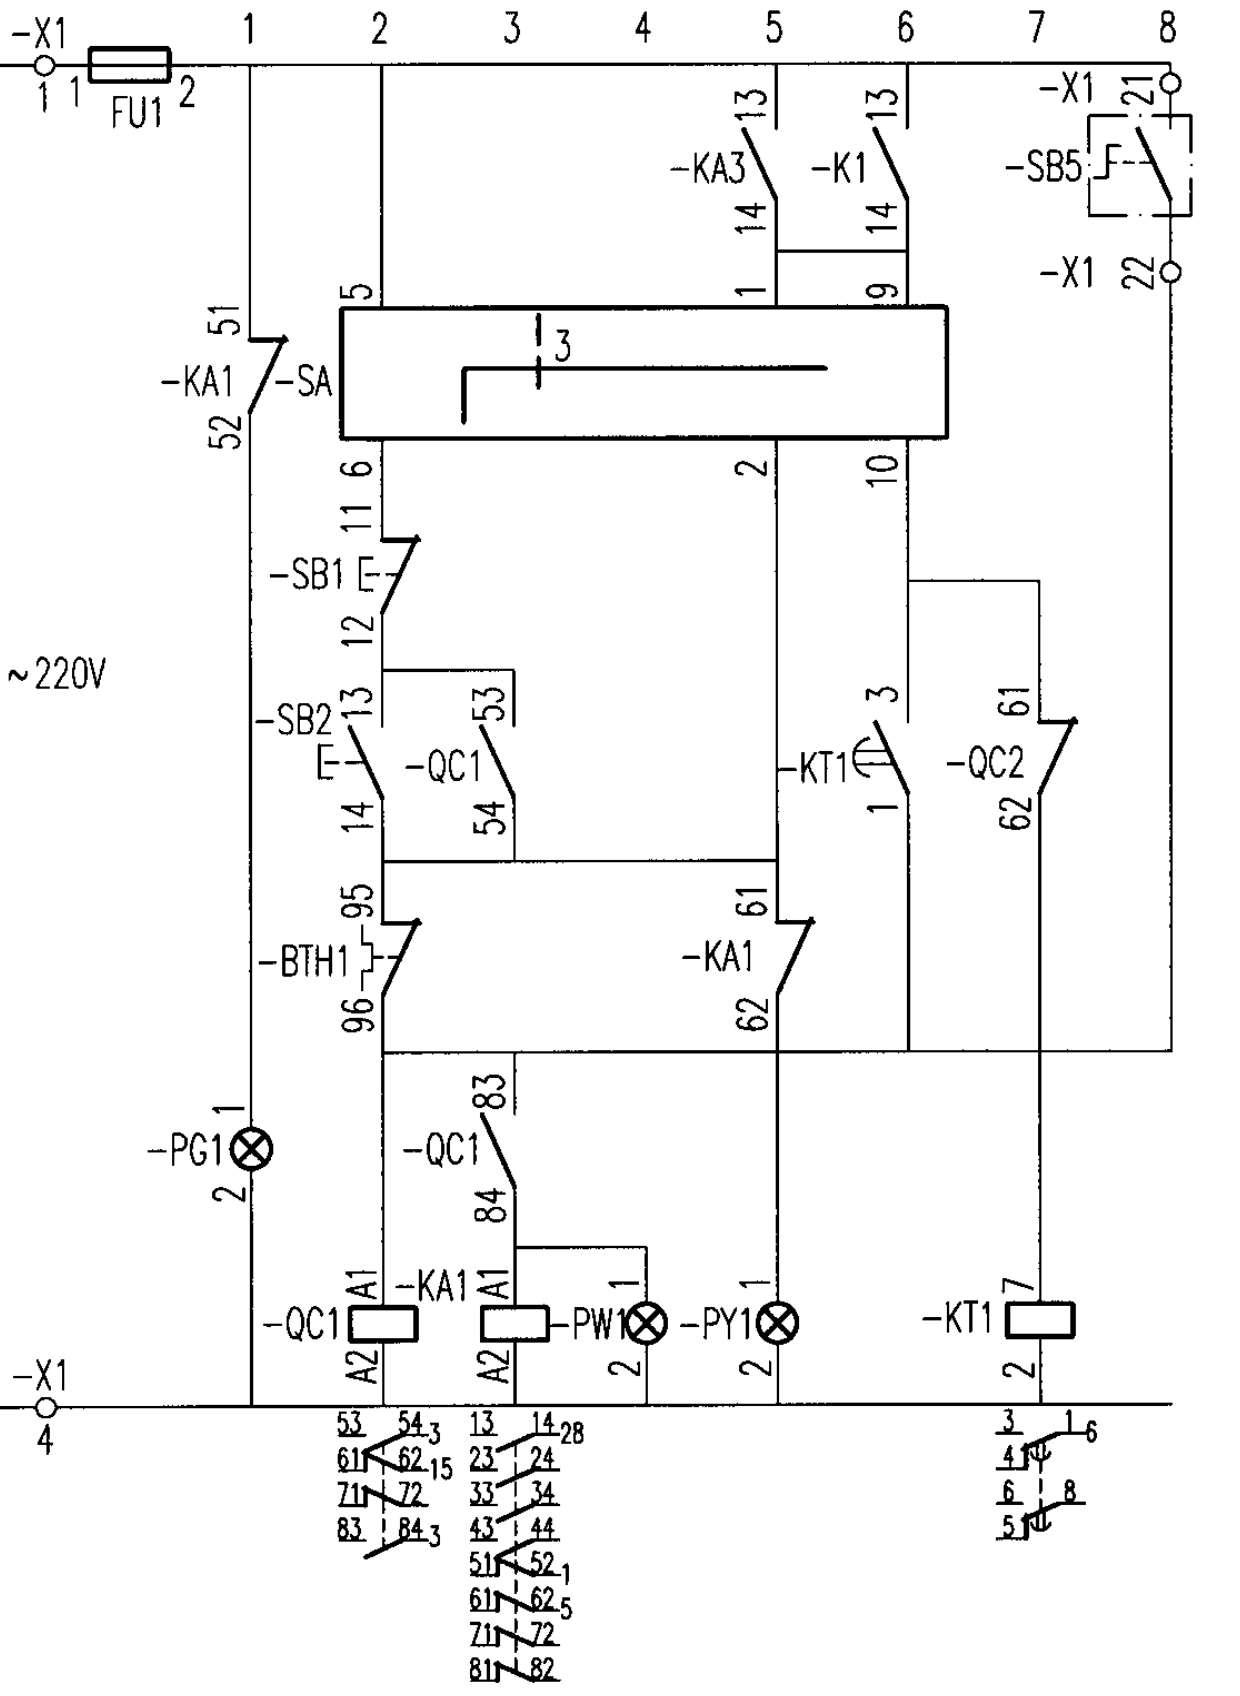 -X1 1 2 3 4 5 6 7 8
1 1 FU1 2
-X1 21
13 13
-KA3 -K1 -SB5
14 14
-X1 22
5 1 9
51
-KA1 -SA 3
52
6 2 10
11
-SB1
12
~220V
-SB2 13 53 3 61
-QC1 -KT1 -QC2
14 54 1 62
95 61
-BTH1 -KA1
96 62
1 83
-PG1 -QC1
2 84
A1 -KA1 A1 1 1 7
-QC1 -PW1 -PY1 -KT1
A2 A2 2 2 2
-X1
4
53 54 3 13 14 28 3 1 6
61 62 15 23 24 4
71 72 33 34 6 8
83 84 3 43 44 5
51 52 1
61 62 5
71 72
81 82